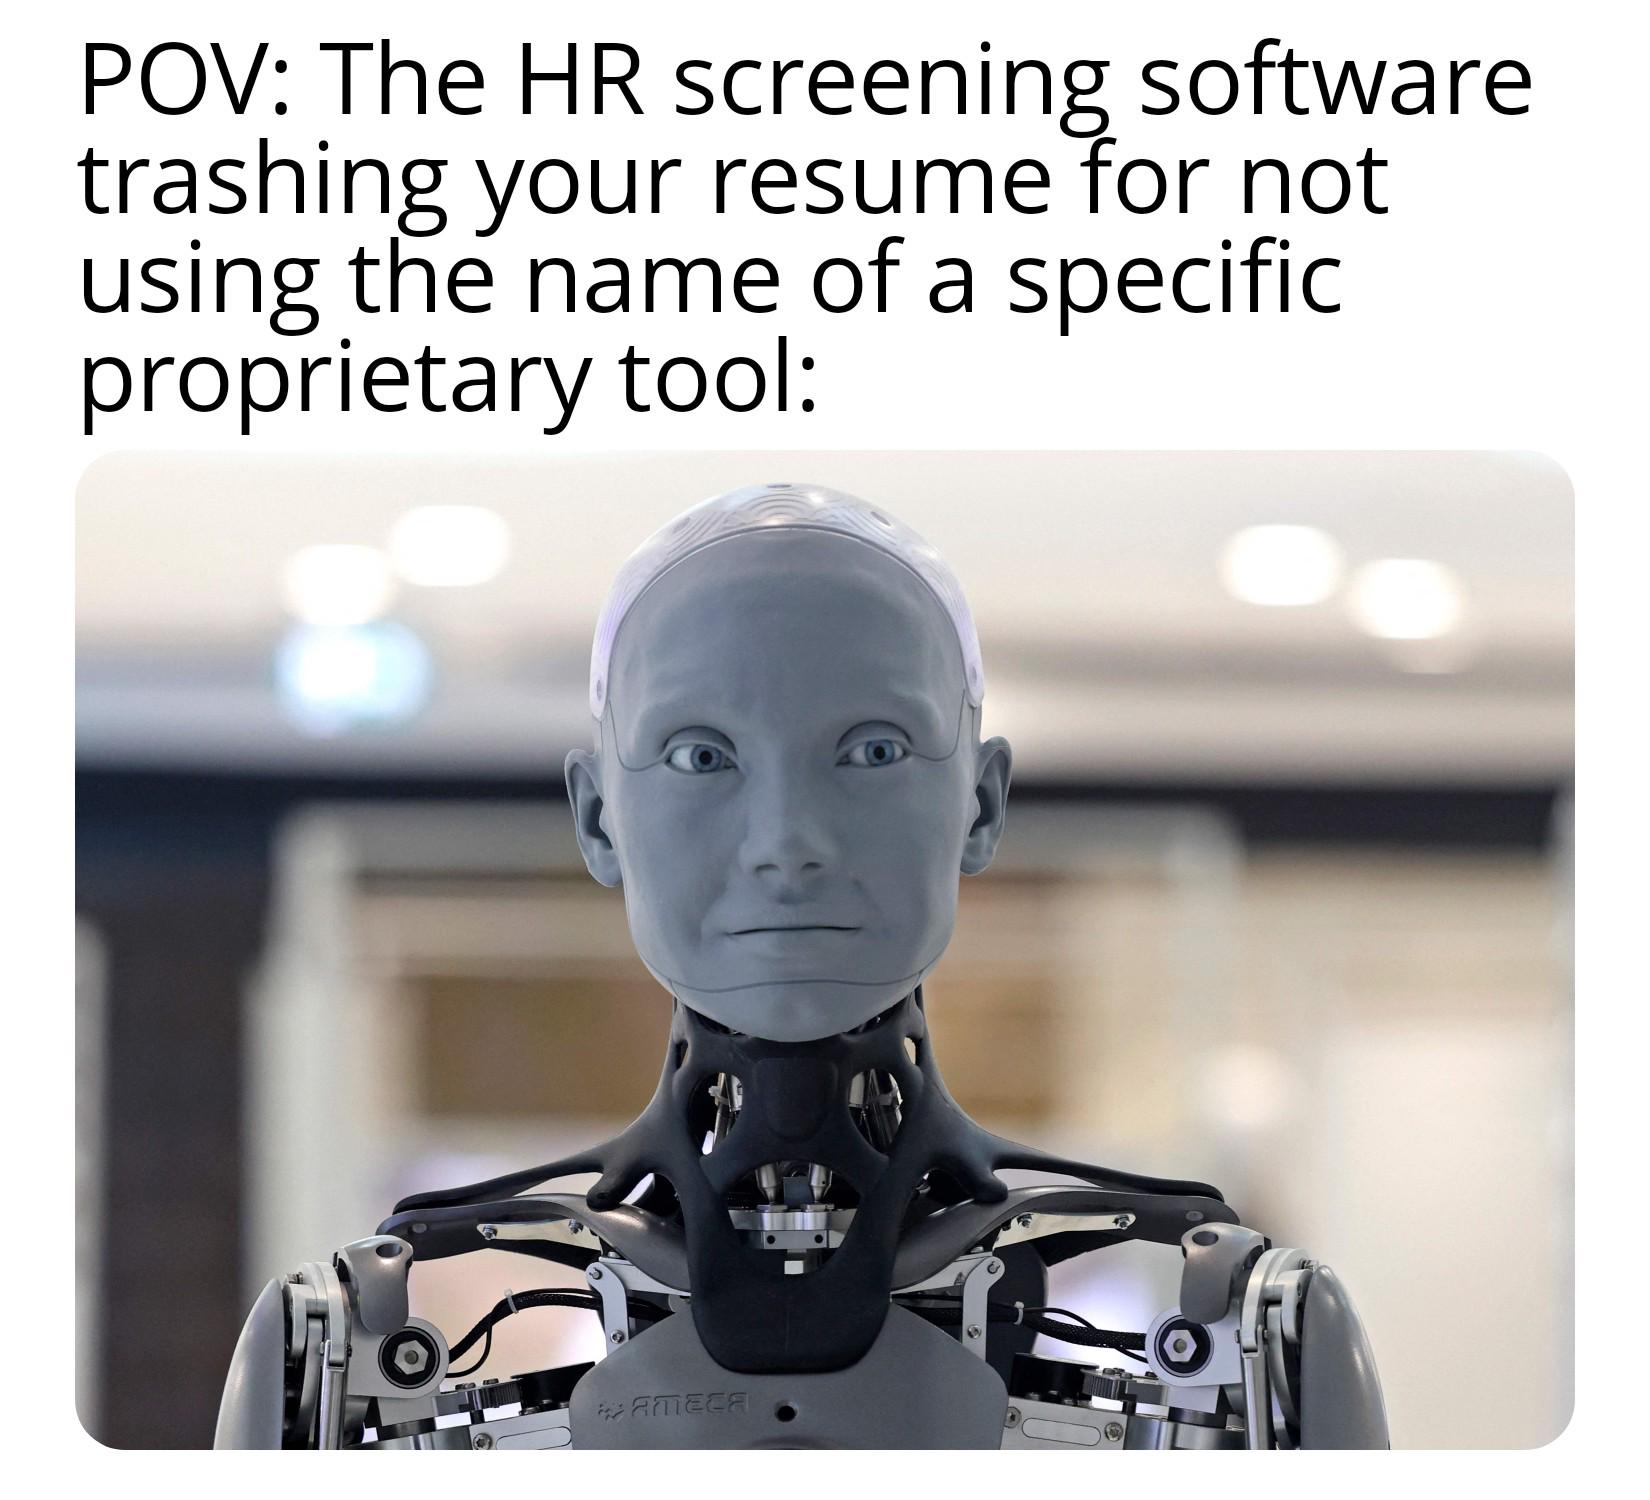 POV: The HR screening software
trashing your resume for not
using the name of a specific
proprietary tool:
AMECA